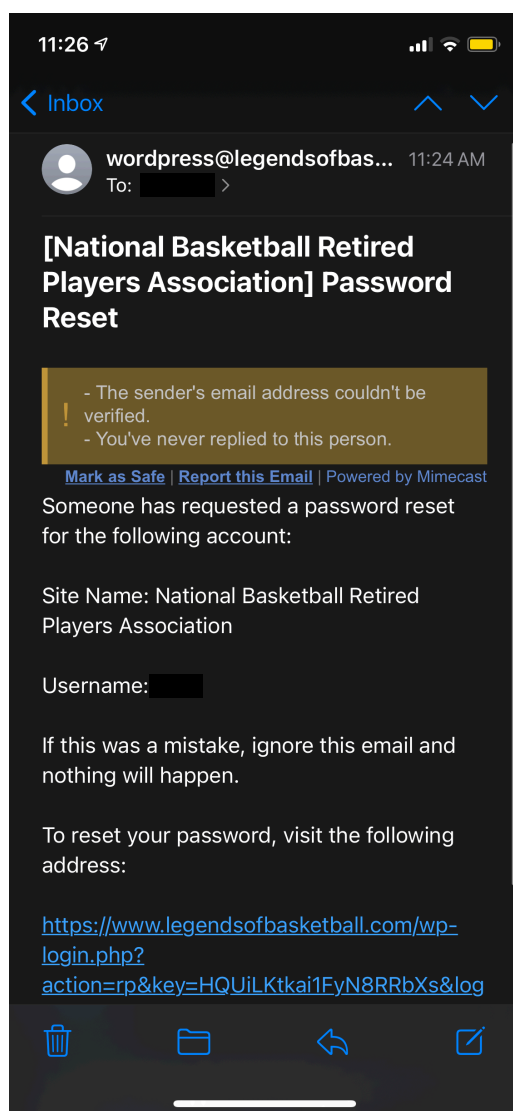 11:26
Inbox
wordpress@legendsofbas... 11:24 AM
To:
[National Basketball Retired
Players Association] Password
Reset
- The sender's email address couldn't be
! verified.
- You've never replied to this person.
Mark as Safe | Report this Email | Powered by Mimecast
Someone has requested a password reset
for the following account:
Site Name: National Basketball Retired
Players Association
Username:
If this was a mistake, ignore this email and
nothing will happen.
To reset your password, visit the following
address:
https://www.legendsofbasketball.com/wp-
login.php?
action=rp&key=HQUiLKtkai1FyN8RRbXs&log